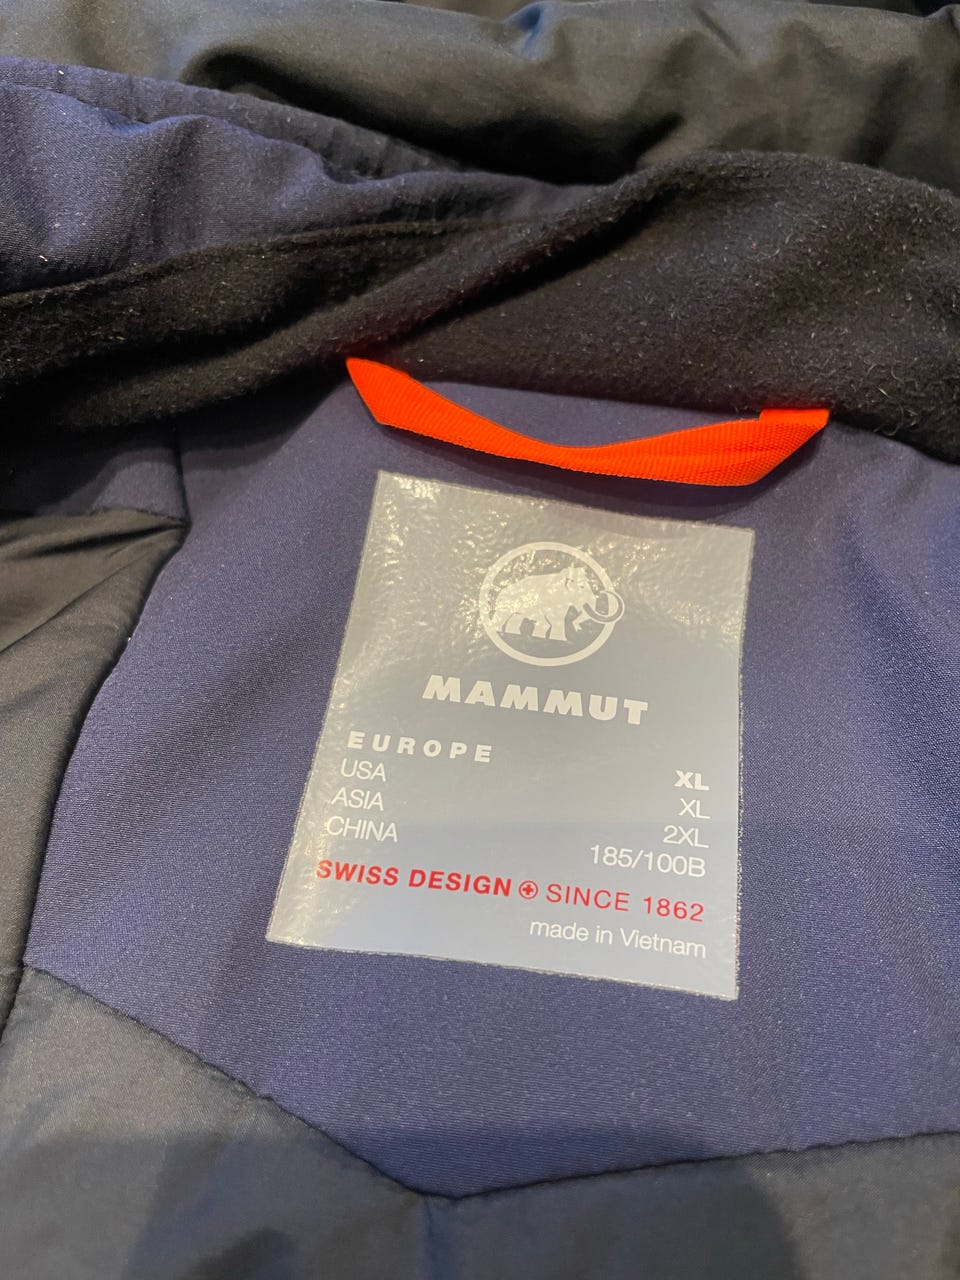 MAMMUT
EUROPE XL
USA XL
ASIA 2XL
CHINA 185/100B
SWISS DESIGN SINCE 1862
made in Vietnam